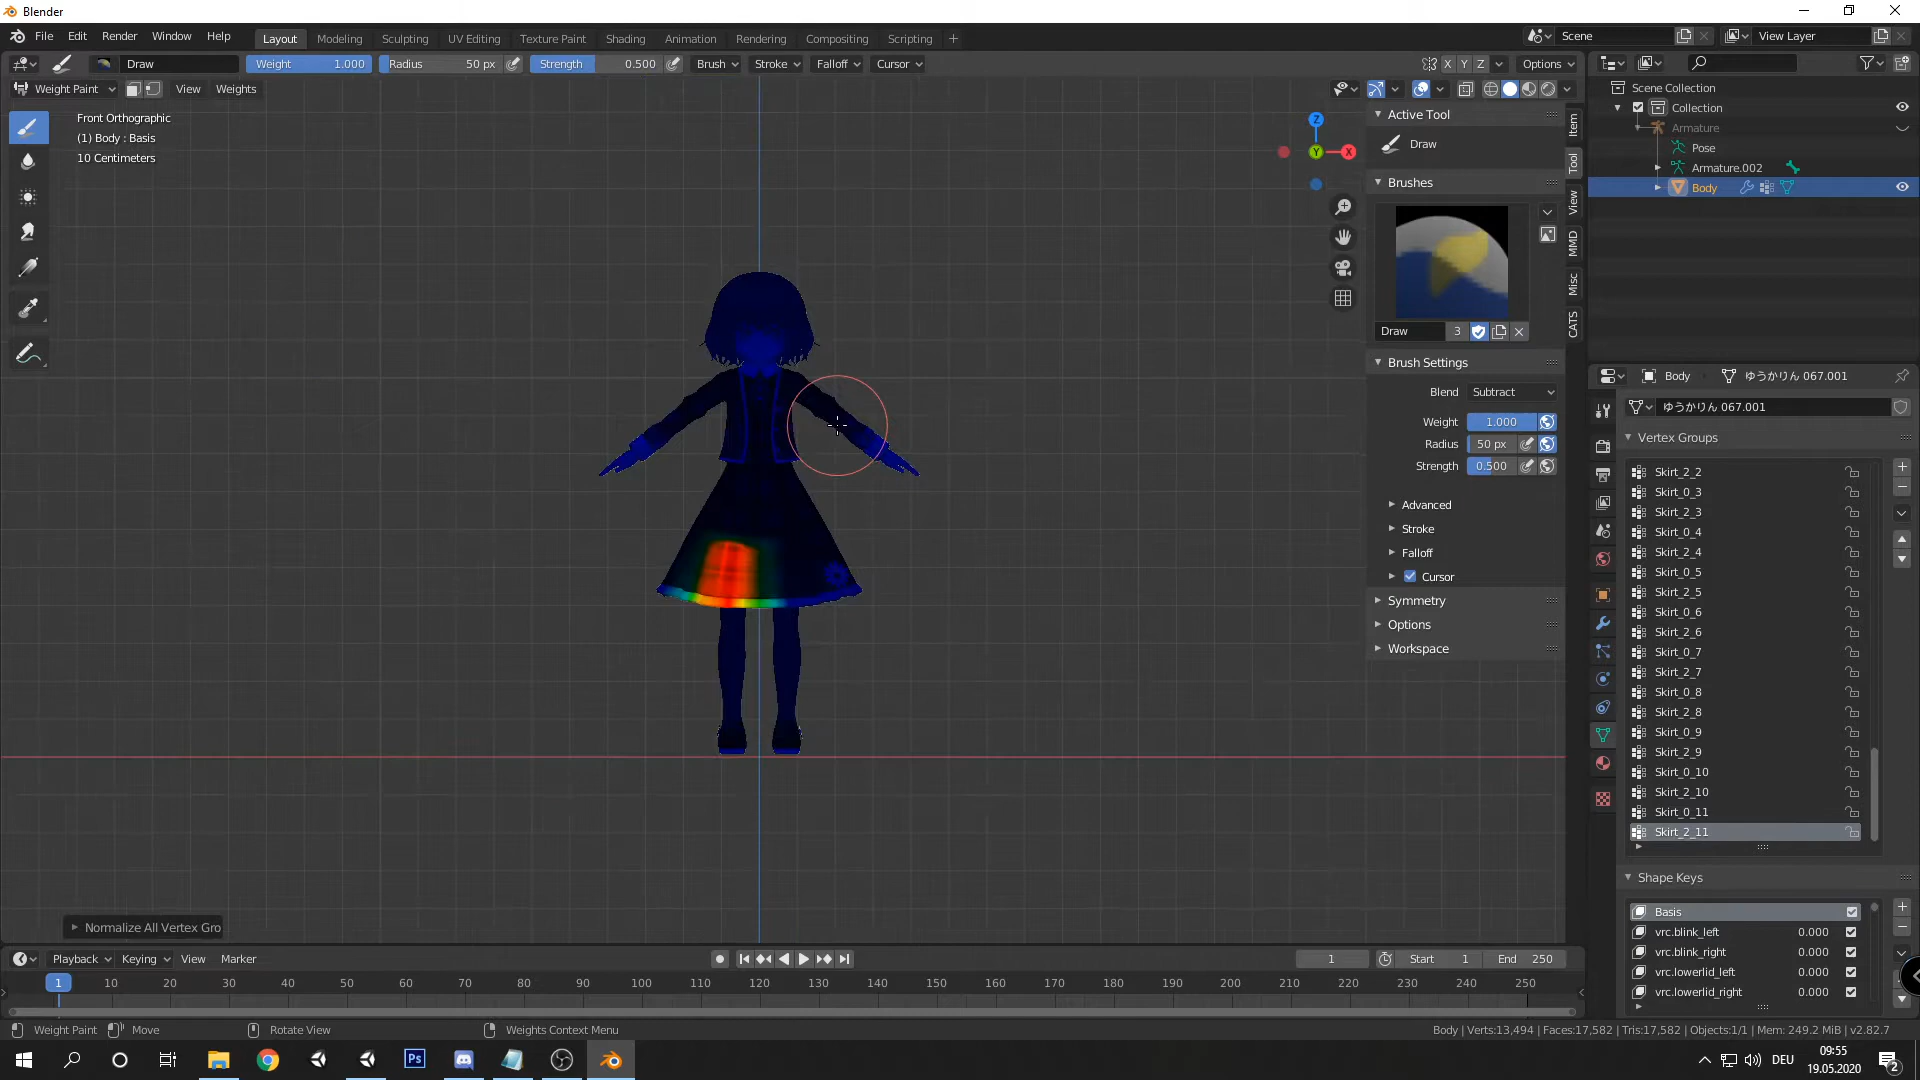 Blender
File Edit Render Window Help
Layout Modeling Sculpting UV Editing Texture Paint Shading Animation Rendering Compositing Scripting +
Scene
View Layer
Draw Weight 1.000 Radius 50 px Strength 0.500 Brush Stroke Falloff Cursor
X Y Z Options
Weight Paint View Weights
Front Orthographic
(1) Body : Basis
10 Centimeters
Z
Y
X
Active Tool
Draw
Brushes
Draw 3
Brush Settings
Blend Subtract
Weight 1.000
Radius 50 px
Strength 0.500
Advanced
Stroke
Falloff
Cursor
Symmetry
Options
Workspace
Item
Tool
View
MMD
Misc
CATS
Scene Collection
Collection
Armature
Pose
Armature.002
Body
Body ゆうかりん 067.001
ゆうかりん 067.001
Vertex Groups
Skirt_2_2
Skirt_0_3
Skirt_2_3
Skirt_0_4
Skirt_2_4
Skirt_0_5
Skirt_2_5
Skirt_0_6
Skirt_2_6
Skirt_0_7
Skirt_2_7
Skirt_0_8
Skirt_2_8
Skirt_0_9
Skirt_2_9
Skirt_0_10
Skirt_2_10
Skirt_0_11
Skirt_2_11
Shape Keys
Basis
vrc.blink_left 0.000
vrc.blink_right 0.000
vrc.lowerlid_left 0.000
vrc.lowerlid_right 0.000
Normalize All Vertex Gro
Playback Keying View Marker
1 Start 1 End 250
1 10 20 30 40 50 60 70 80 90 100 110 120 130 140 150 160 170 180 190 200 210 220 230 240 250
Weight Paint Move Rotate View Weights Context Menu
Body | Verts:13,494 | Faces:17,582 | Tris:17,582 | Objects:1/1 | Mem: 249.2 MiB | v2.82.7
Ps
DEU
09:55
19.05.2020
2